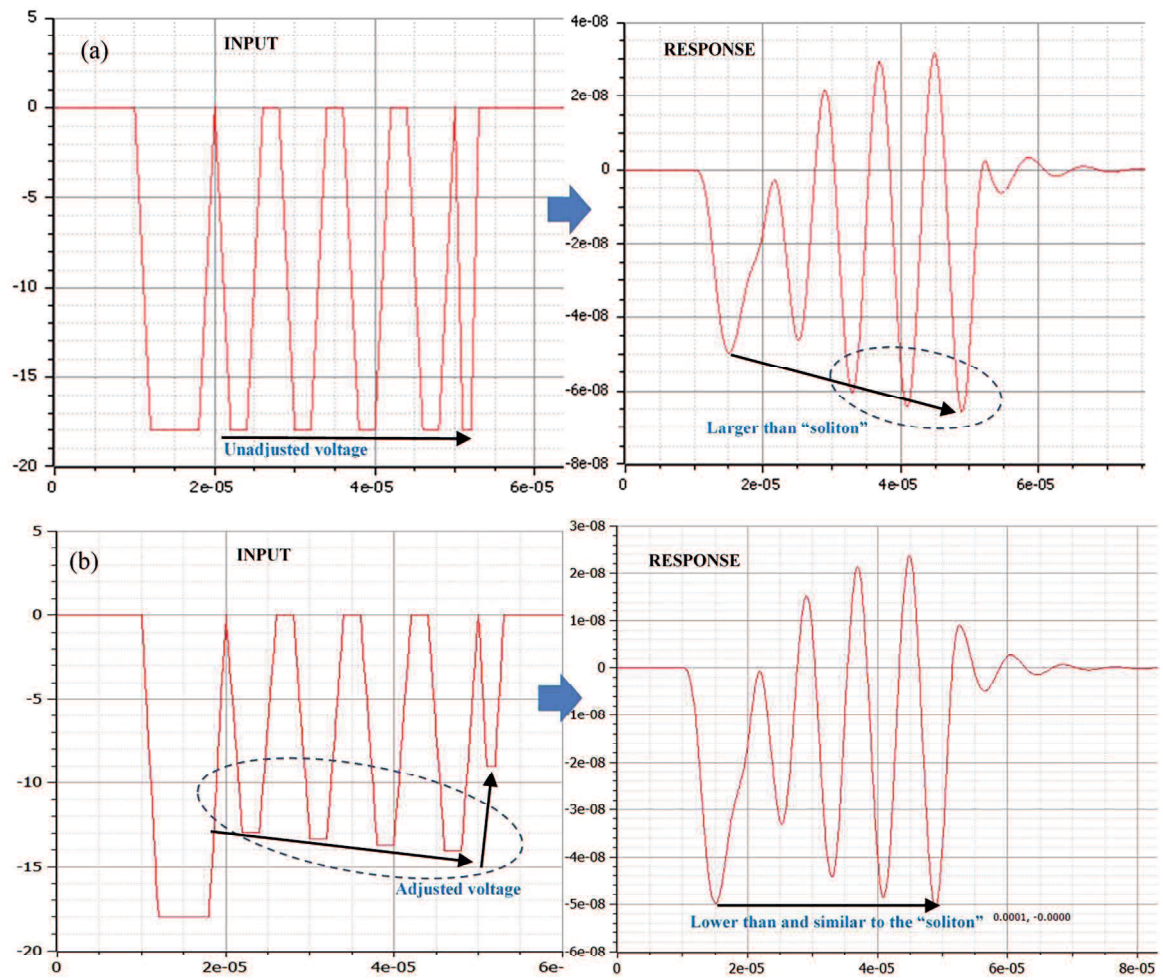 (a)
INPUT
5
0
-5
-10
-15
-20
0 2e-05 4e-05 6e-05
Unadjusted voltage
RESPONSE
4e-08
2e-08
0
-2e-08
-4e-08
-6e-08
-8e-08
0 2e-05 4e-05 6e-05
Larger than “soliton”
(b)
INPUT
5
0
-5
-10
-15
-20
0 2e-05 4e-05 6e-
Adjusted voltage
RESPONSE
3e-08
2e-08
1e-08
0
1e-08
-2e-08
-3e-08
-4e-08
-5e-08
-6e-08
0 2e-05 4e-05 6e-05 8e-05
Lower than and similar to the “soliton” 0.0001, -0.0000